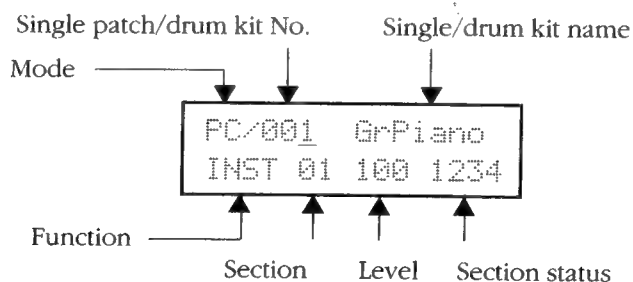 Single patch/drum kit No. Single/drum kit name
Mode
PC/001 GrPiano
INST 01 100 1234
Function
Section Level Section status